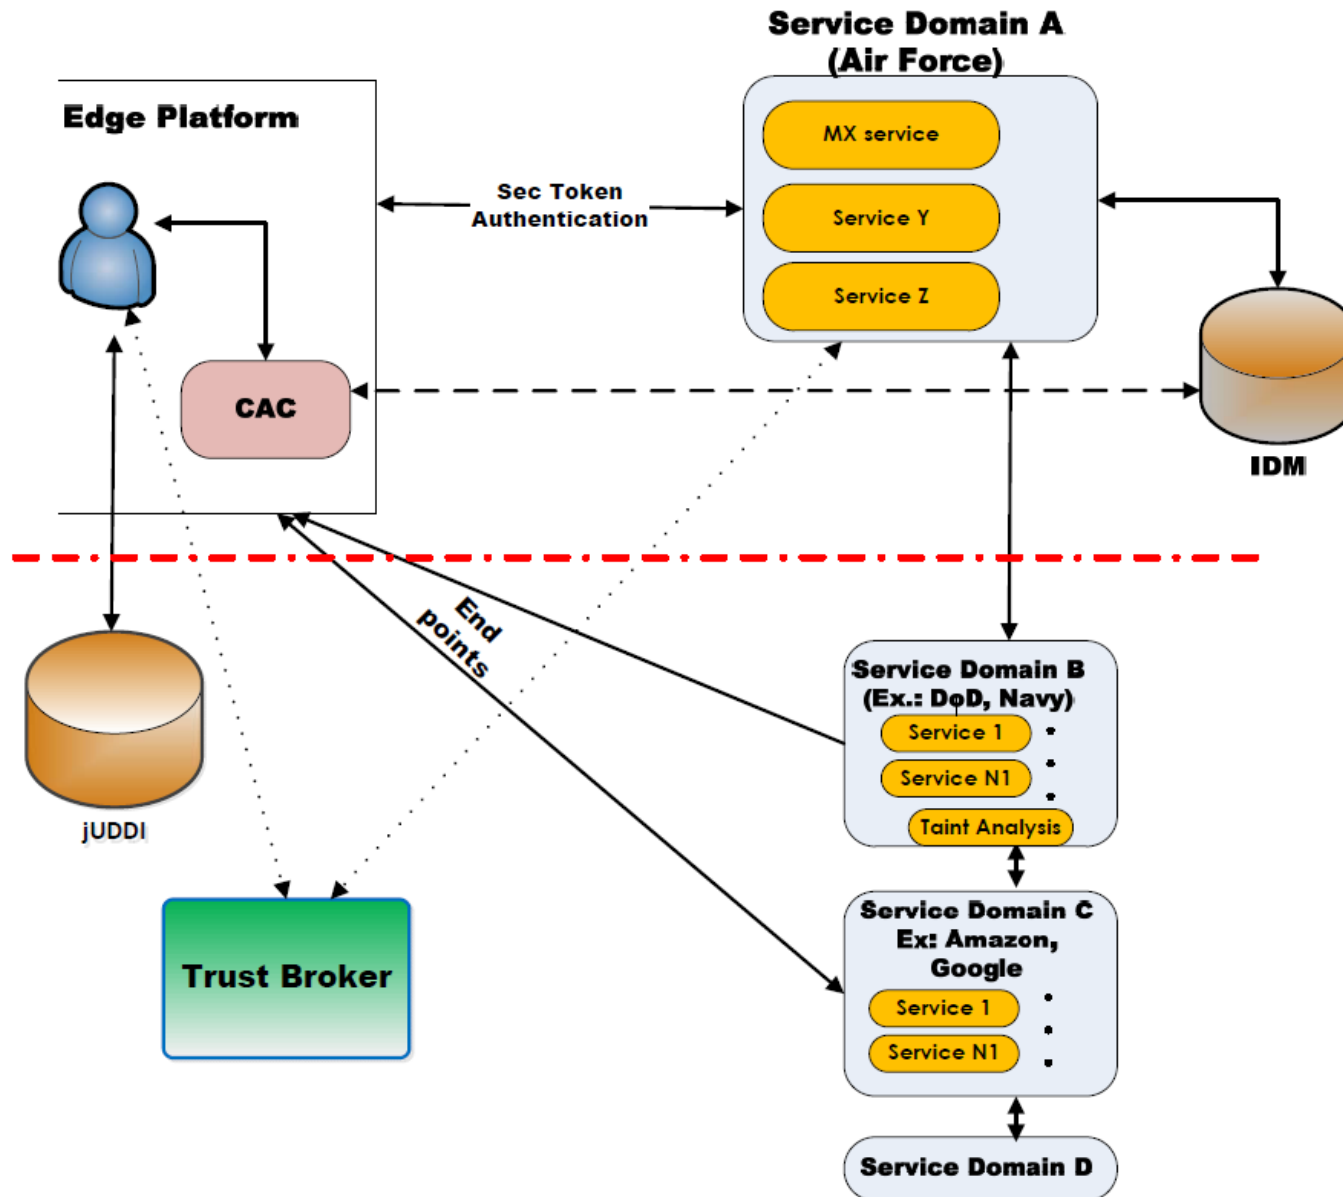 Service Domain A
(Air Force)
Edge Platform
MX service
Sec Token
Authentication
Service Y
Service Z
CAC
IDM
End
points
Service Domain B
(Ex.: DoD, Navy)
Service 1
Service N1
Taint Analysis
jUDDI
Trust Broker
Service Domain C
Ex: Amazon,
Google
Service 1
Service N1
Service Domain D